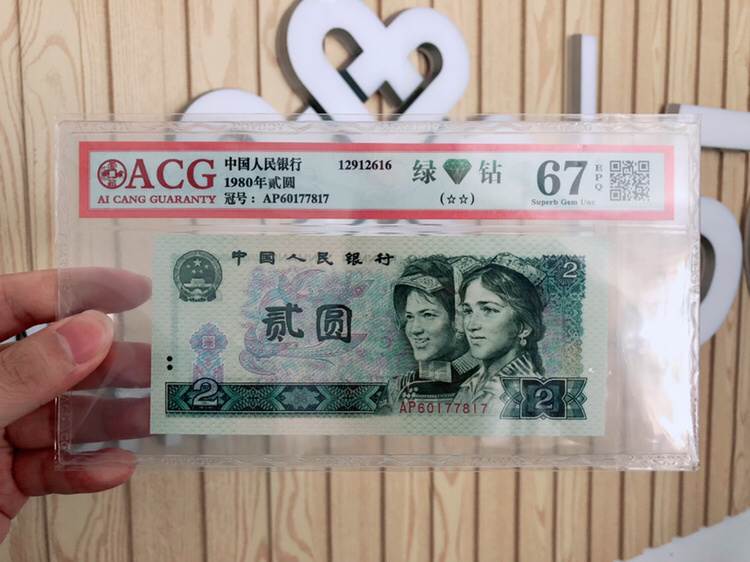 ACG
AI CANG GUARANTY
中国人民银行
1980年贰圆
冠号：AP60177817
12912616
绿 钻
(☆☆)
67
EPQ
Superb Gem Unc
中国人民银行
2
贰圆
2
AP60177817
2